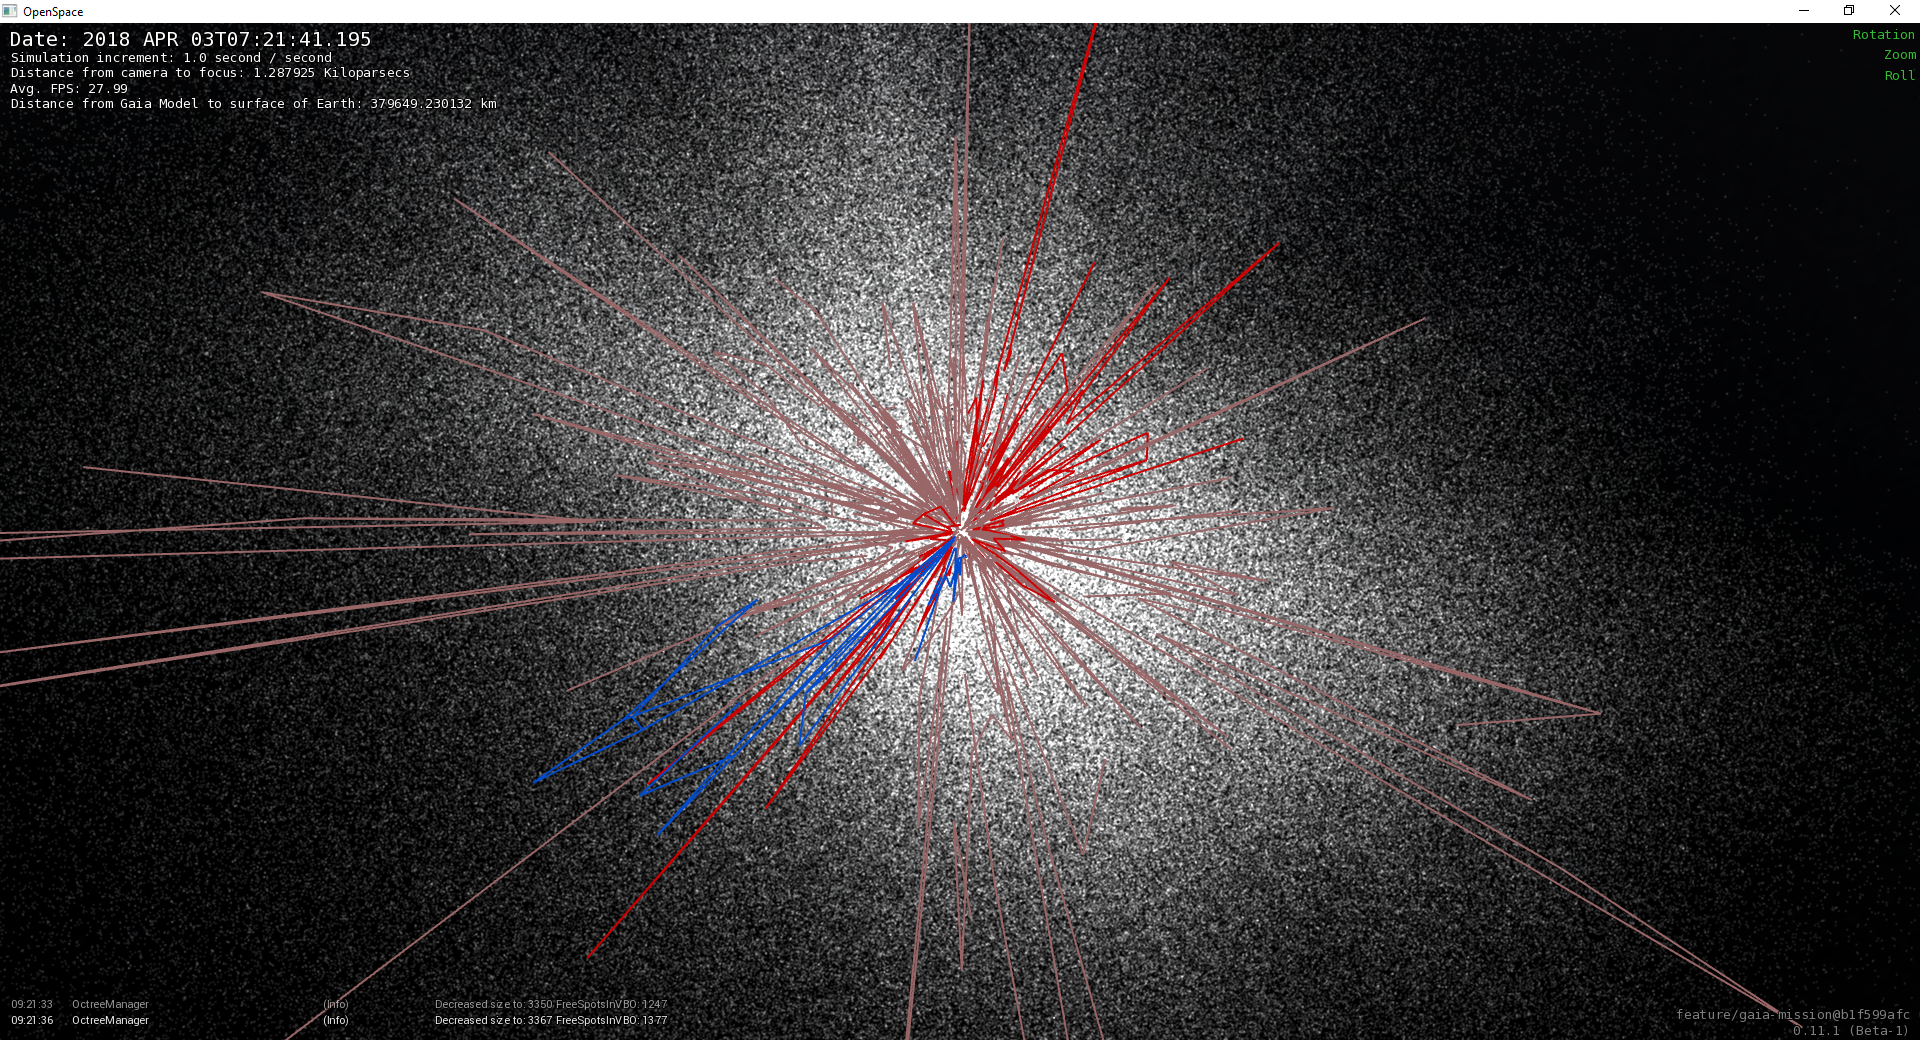 OpenSpace
Date: 2018 APR 03T07:21:41.195
Simulation increment: 1.0 second / second
Distance from camera to focus: 1.287925 Kiloparsecs
Avg. FPS: 27.99
Distance from Gaia Model to surface of Earth: 379649.230132 km
Rotation
Zoom
Roll
09:21:33 OctreeManager (Info) Decreased size to: 3350 FreeSpotsInVBO: 1247
09:21:36 OctreeManager (Info) Decreased size to: 3367 FreeSpotsInVBO: 1377
feature/gaia-mission@b1f599afc
0.11.1 (Beta-1)